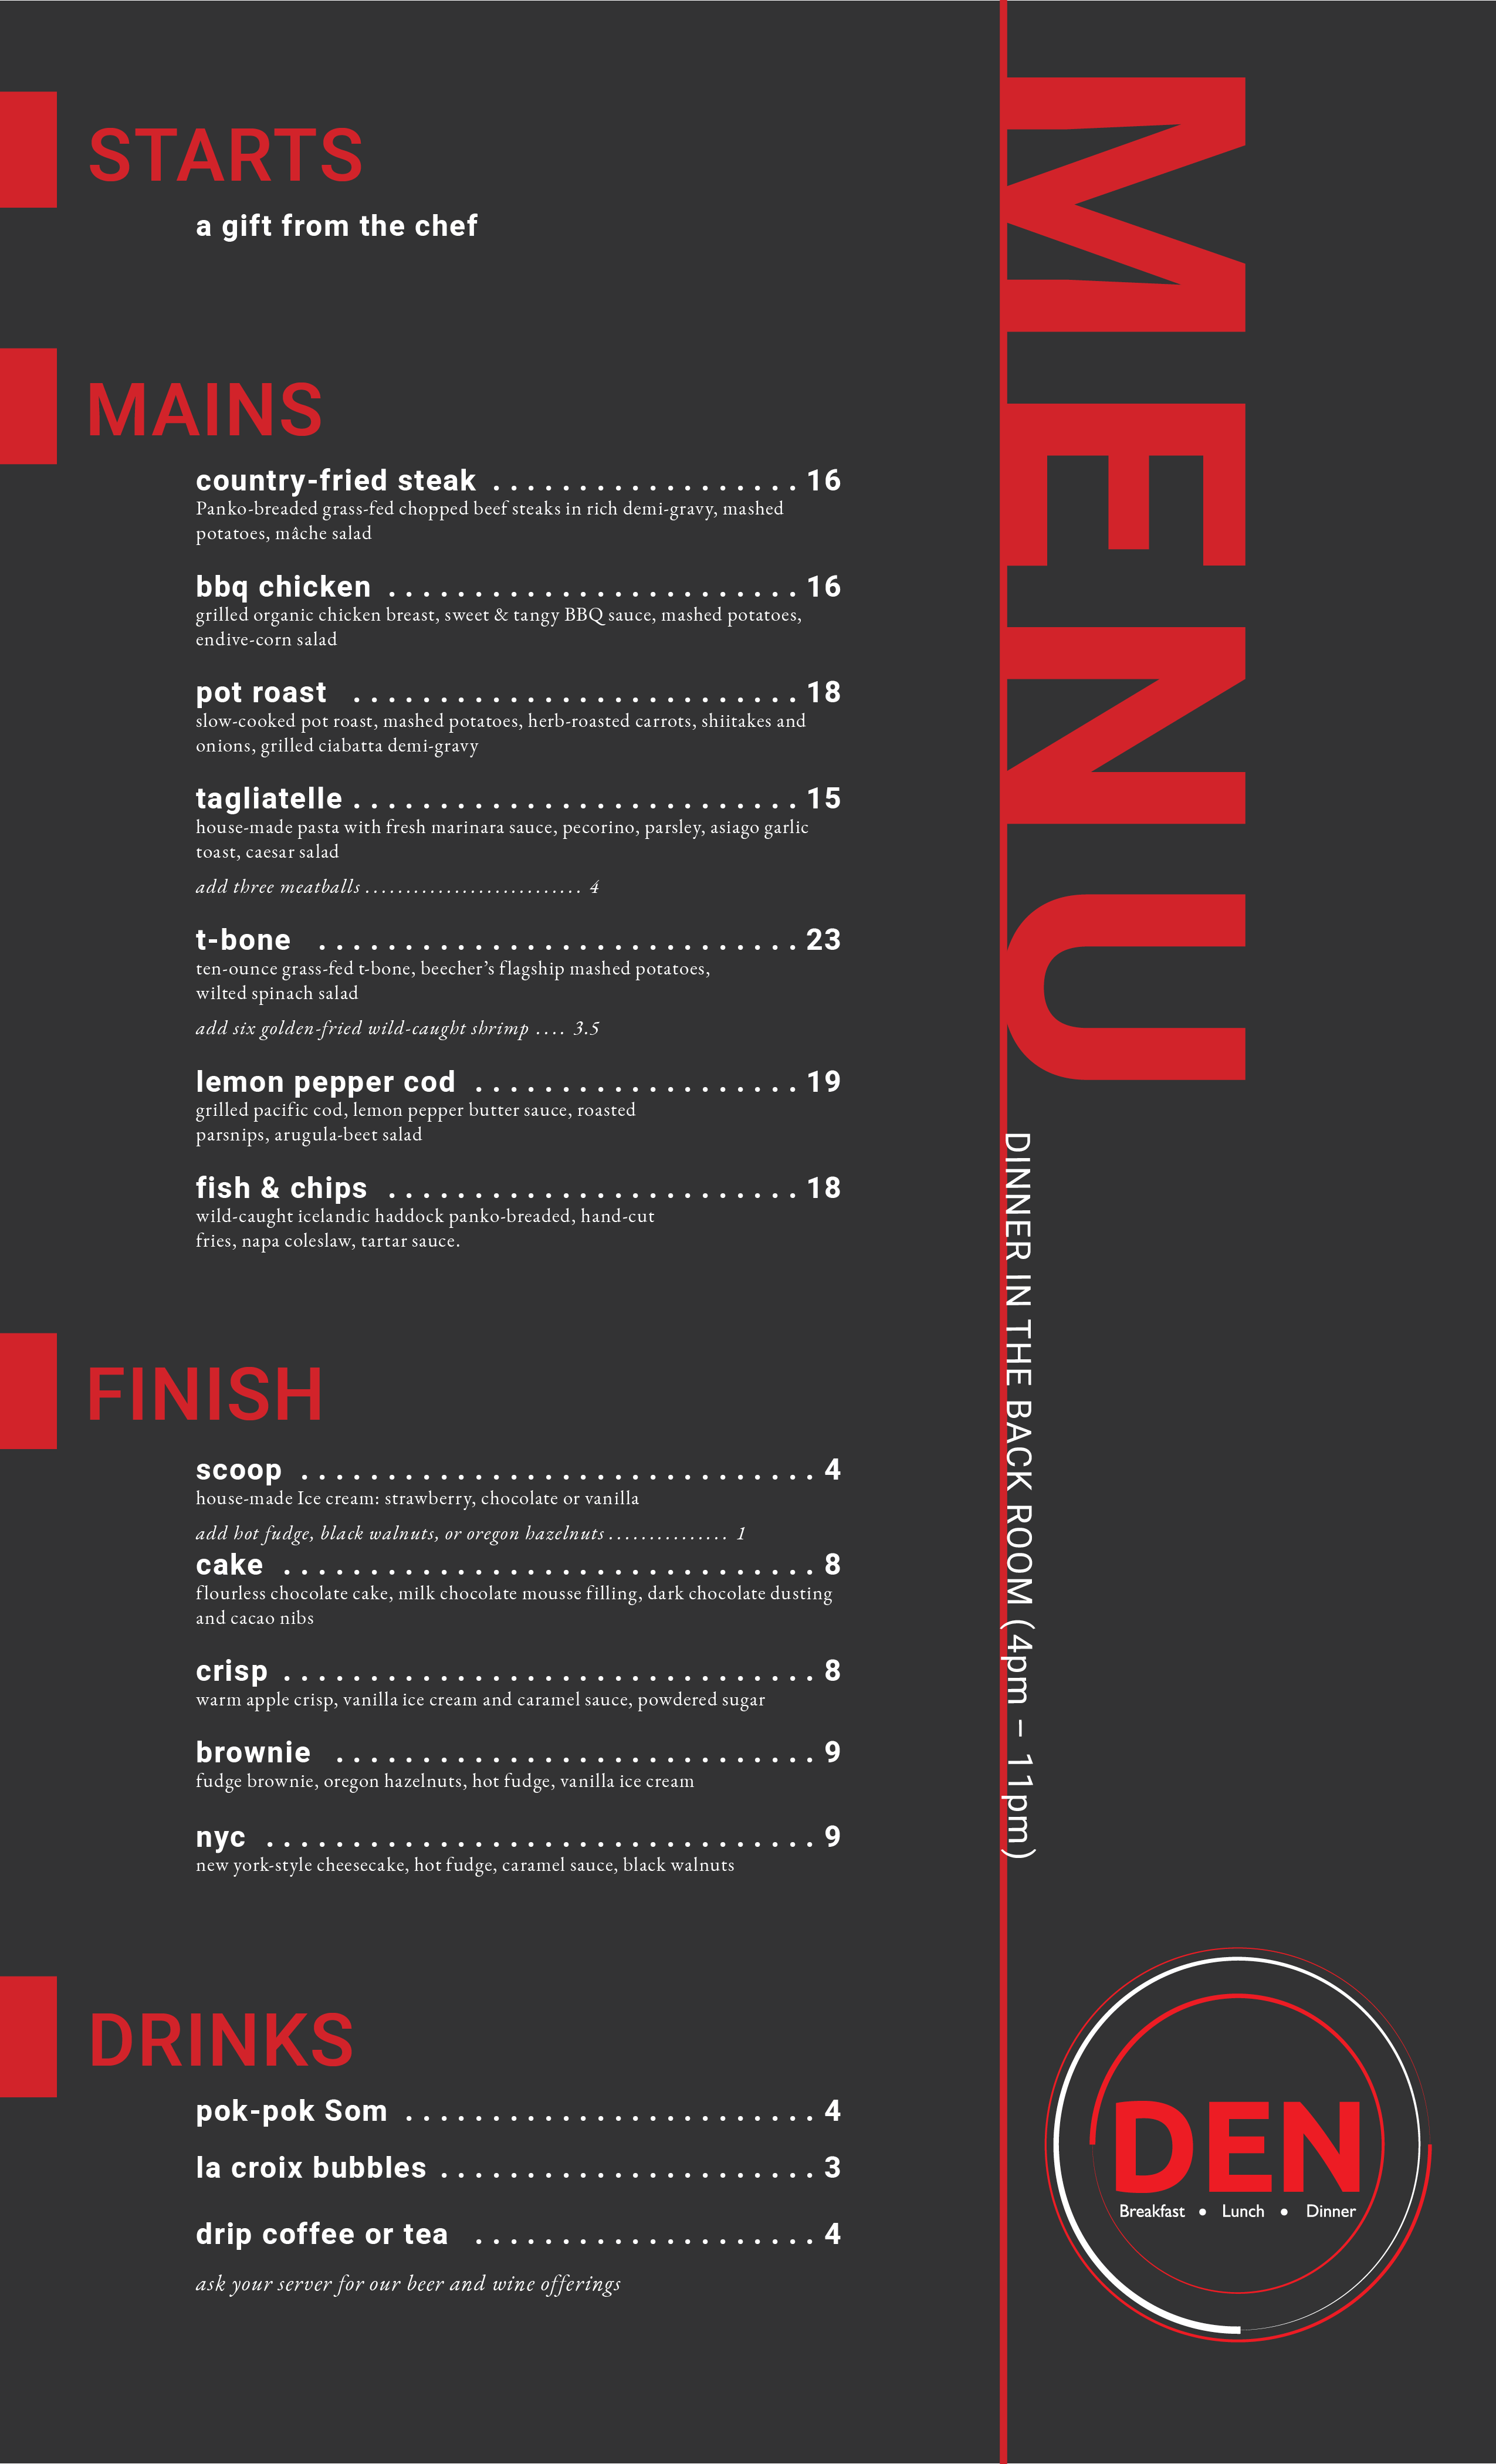 STARTS
a gift from the chef
MAINS
country-fried steak . . . . . . . . . . . . . . . . . . 16
Panko-breaded grass-fed chopped beef steaks in rich demi-gravy, mashed
potatoes, mâche salad
bbq chicken . . . . . . . . . . . . . . . . . . . . . . . . 16
grilled organic chicken breast, sweet & tangy BBQ sauce, mashed potatoes,
endive-corn salad
pot roast . . . . . . . . . . . . . . . . . . . . . . . . . . 18
slow-cooked pot roast, mashed potatoes, herb-roasted carrots, shiitakes and
onions, grilled ciabatta demi-gravy
tagliatelle . . . . . . . . . . . . . . . . . . . . . . . . . . 15
house-made pasta with fresh marinara sauce, pecorino, parsley, asiago garlic
toast, caesar salad
add three meatballs . . . . . . . . . . . . . . . . . . . . . . . . . . . 4
t-bone . . . . . . . . . . . . . . . . . . . . . . . . . . . . 23
ten-ounce grass-fed t-bone, beecher’s flagship mashed potatoes,
wilted spinach salad
add six golden-fried wild-caught shrimp . . . . 3.5
lemon pepper cod . . . . . . . . . . . . . . . . . . . 19
grilled pacific cod, lemon pepper butter sauce, roasted
parsnips, arugula-beet salad
fish & chips . . . . . . . . . . . . . . . . . . . . . . . . 18
wild-caught icelandic haddock panko-breaded, hand-cut
fries, napa coleslaw, tartar sauce.
FINISH
scoop . . . . . . . . . . . . . . . . . . . . . . . . . . . . . . 4
house-made Ice cream: strawberry, chocolate or vanilla
add hot fudge, black walnuts, or oregon hazelnuts . . . . . . . . . . . . . . . 1
cake . . . . . . . . . . . . . . . . . . . . . . . . . . . . . . . 8
flourless chocolate cake, milk chocolate mousse filling, dark chocolate dusting
and cacao nibs
crisp . . . . . . . . . . . . . . . . . . . . . . . . . . . . . . . 8
warm apple crisp, vanilla ice cream and caramel sauce, powdered sugar
brownie . . . . . . . . . . . . . . . . . . . . . . . . . . . . 9
fudge brownie, oregon hazelnuts, hot fudge, vanilla ice cream
nyc . . . . . . . . . . . . . . . . . . . . . . . . . . . . . . . . 9
new york-style cheesecake, hot fudge, caramel sauce, black walnuts
DRINKS
pok-pok Som . . . . . . . . . . . . . . . . . . . . . . . . 4
la croix bubbles . . . . . . . . . . . . . . . . . . . . . . 3
drip coffee or tea . . . . . . . . . . . . . . . . . . . . 4
ask your server for our beer and wine offerings
MENU
DINNER IN THE BACK ROOM (4pm – 11pm)
DEN
Breakfast • Lunch • Dinner